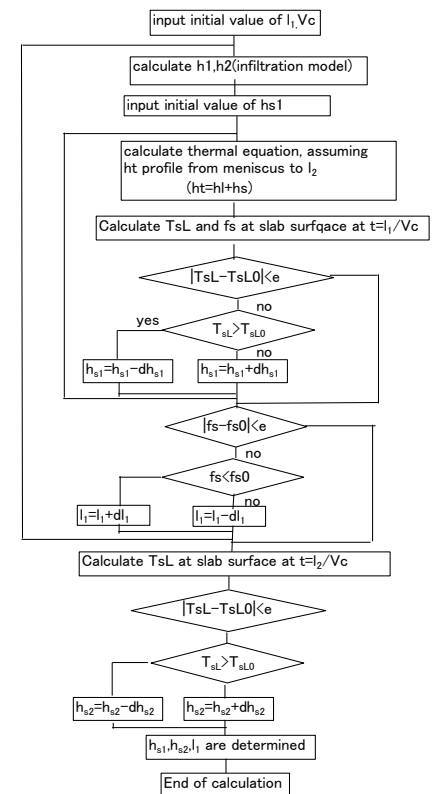 input initial value of l₁,Vc
calculate h1,h2(infiltration model)
input initial value of hs1
calculate thermal equation, assuming
ht profile from meniscus to l₂
(ht=hl+hs)
Calculate TsL and fs at slab surfqace at t=l₁/Vc
|TsL-TsL0|<e
no
yes
TₛL>TₛL0
no
hₛ₁=hₛ₁-dhₛ₁
hₛ₁=hₛ₁+dhₛ₁
|fs-fs0|<e
no
fs<fs0
no
l₁=l₁+dl₁
l₁=l₁-dl₁
Calculate TsL at slab surface at t=l₂/Vc
|TsL-TsL0|<e
TₛL>TₛL0
hₛ₂=hₛ₂-dhₛ₂
hₛ₂=hₛ₂+dhₛ₂
hₛ₁,hₛ₂,l₁ are determined
End of calculation